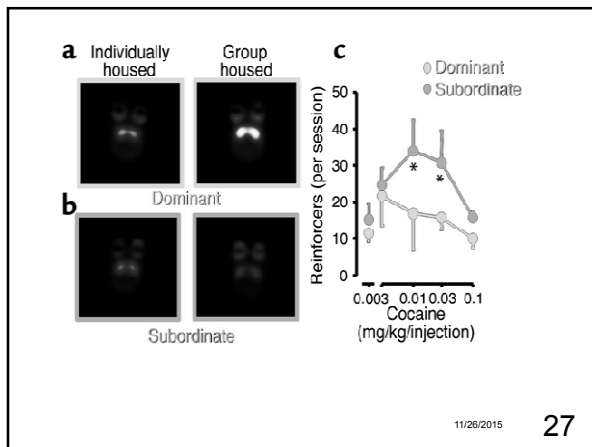 a
Individually
housed
Group
housed
Dominant
b
Subordinate
c
Dominant
Subordinate
Reinforcers (per session)
50
40
30
20
10
0
*
*
0.003 0.01 0.03 0.1
Cocaine
(mg/kg/injection)
11/26/2015
27